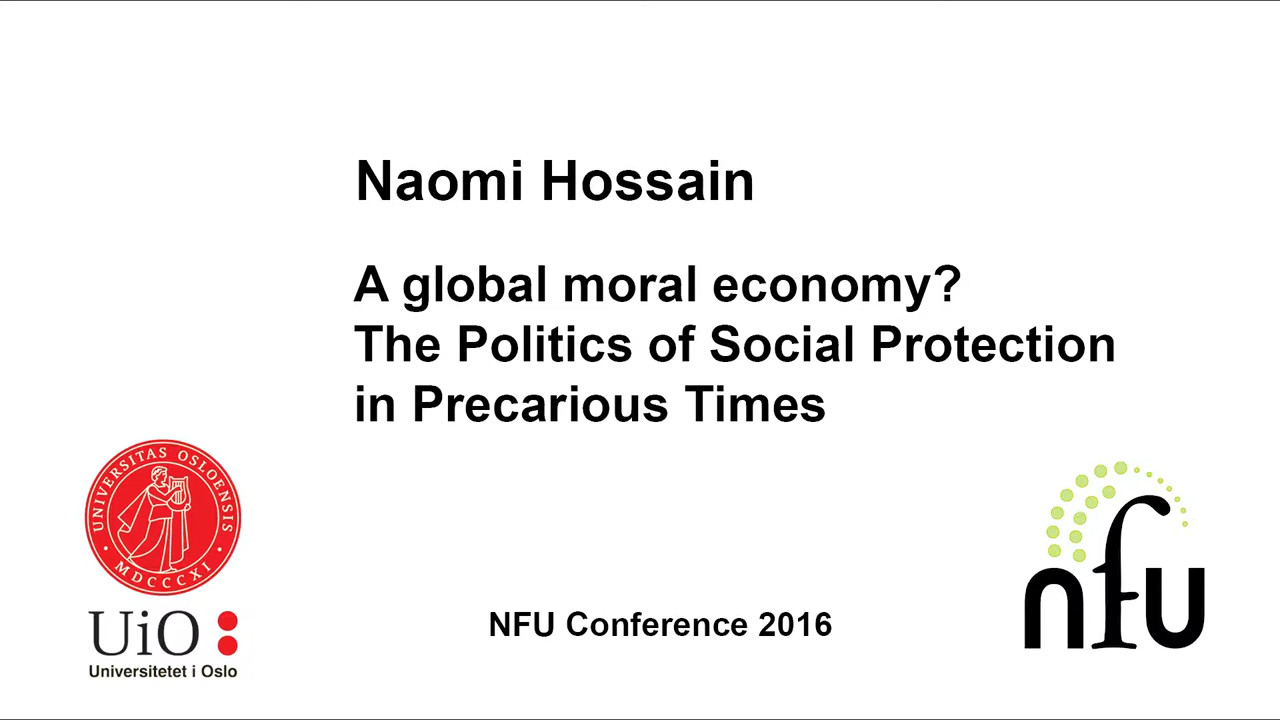 Naomi Hossain
A global moral economy?
The Politics of Social Protection
in Precarious Times
UNIVERSITAS OSLOENSIS
MDCCCXI
UiO
Universitetet i Oslo
NFU Conference 2016
nfu